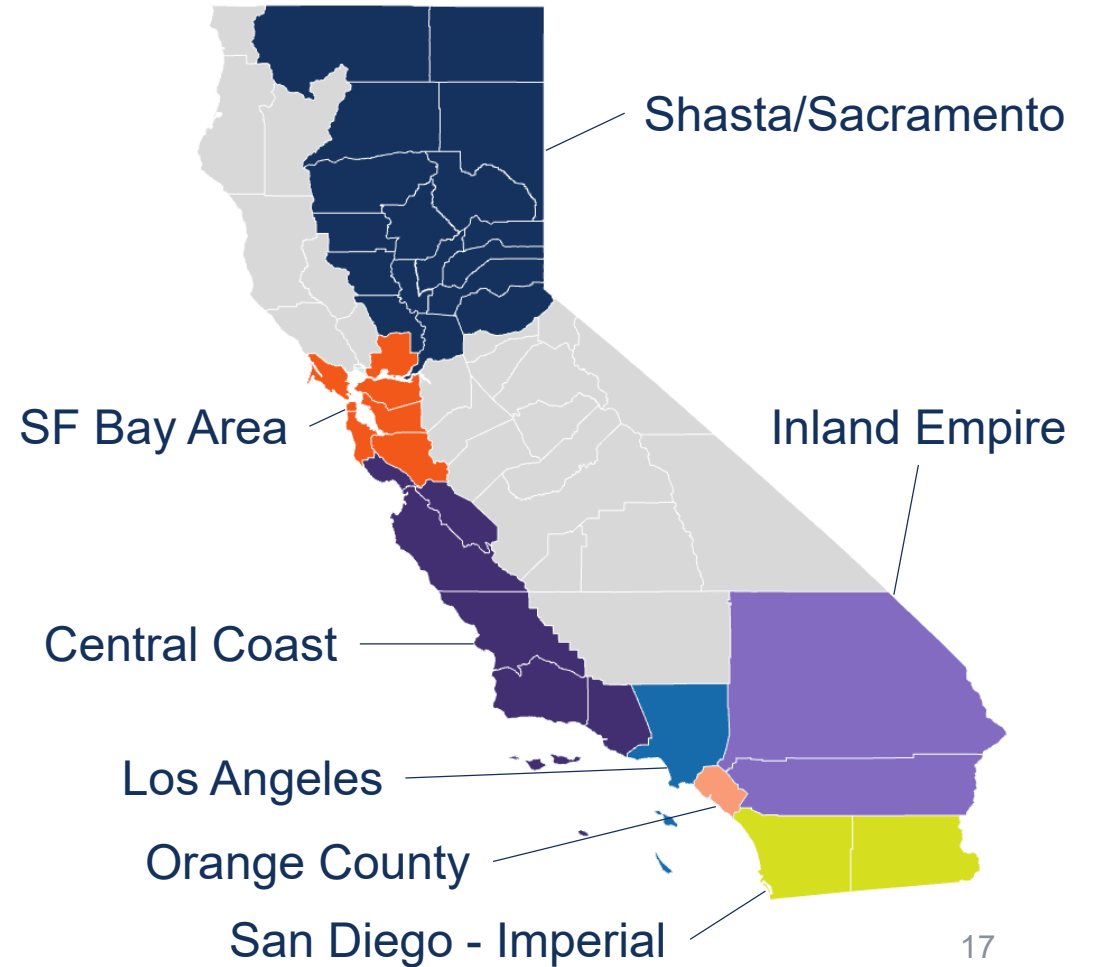 Shasta/Sacramento
SF Bay Area
Inland Empire
Central Coast
Los Angeles
Orange County
San Diego - Imperial
17